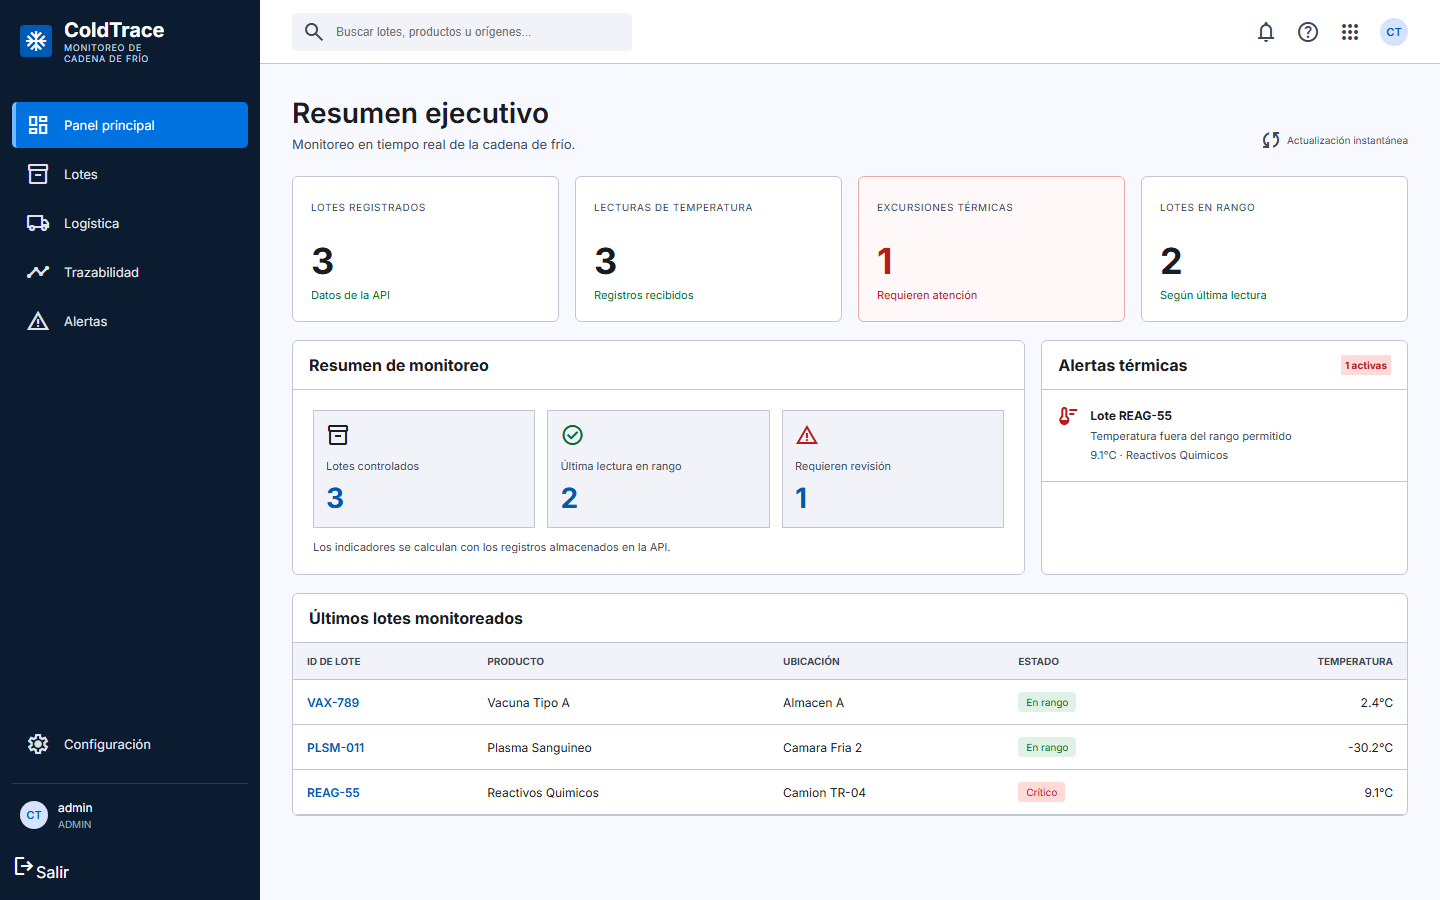 ColdTrace
MONITOREO DE
CADENA DE FRÍO
Panel principal
Lotes
Logística
Trazabilidad
Alertas
Configuración
CT
admin
ADMIN
Salir
Buscar lotes, productos u orígenes...
CT
Resumen ejecutivo
Monitoreo en tiempo real de la cadena de frío.
Actualización instantánea
LOTES REGISTRADOS
3
Datos de la API
LECTURAS DE TEMPERATURA
3
Registros recibidos
EXCURSIONES TÉRMICAS
1
Requieren atención
LOTES EN RANGO
2
Según última lectura
Resumen de monitoreo
Lotes controlados
3
Última lectura en rango
2
Requieren revisión
1
Los indicadores se calculan con los registros almacenados en la API.
Alertas térmicas
1 activas
Lote REAG-55
Temperatura fuera del rango permitido
9.1°C · Reactivos Quimicos
Últimos lotes monitoreados
ID DE LOTE PRODUCTO UBICACIÓN ESTADO TEMPERATURA
VAX-789 Vacuna Tipo A Almacen A En rango 2.4°C
PLSM-011 Plasma Sanguineo Camara Fria 2 En rango -30.2°C
REAG-55 Reactivos Quimicos Camion TR-04 Crítico 9.1°C